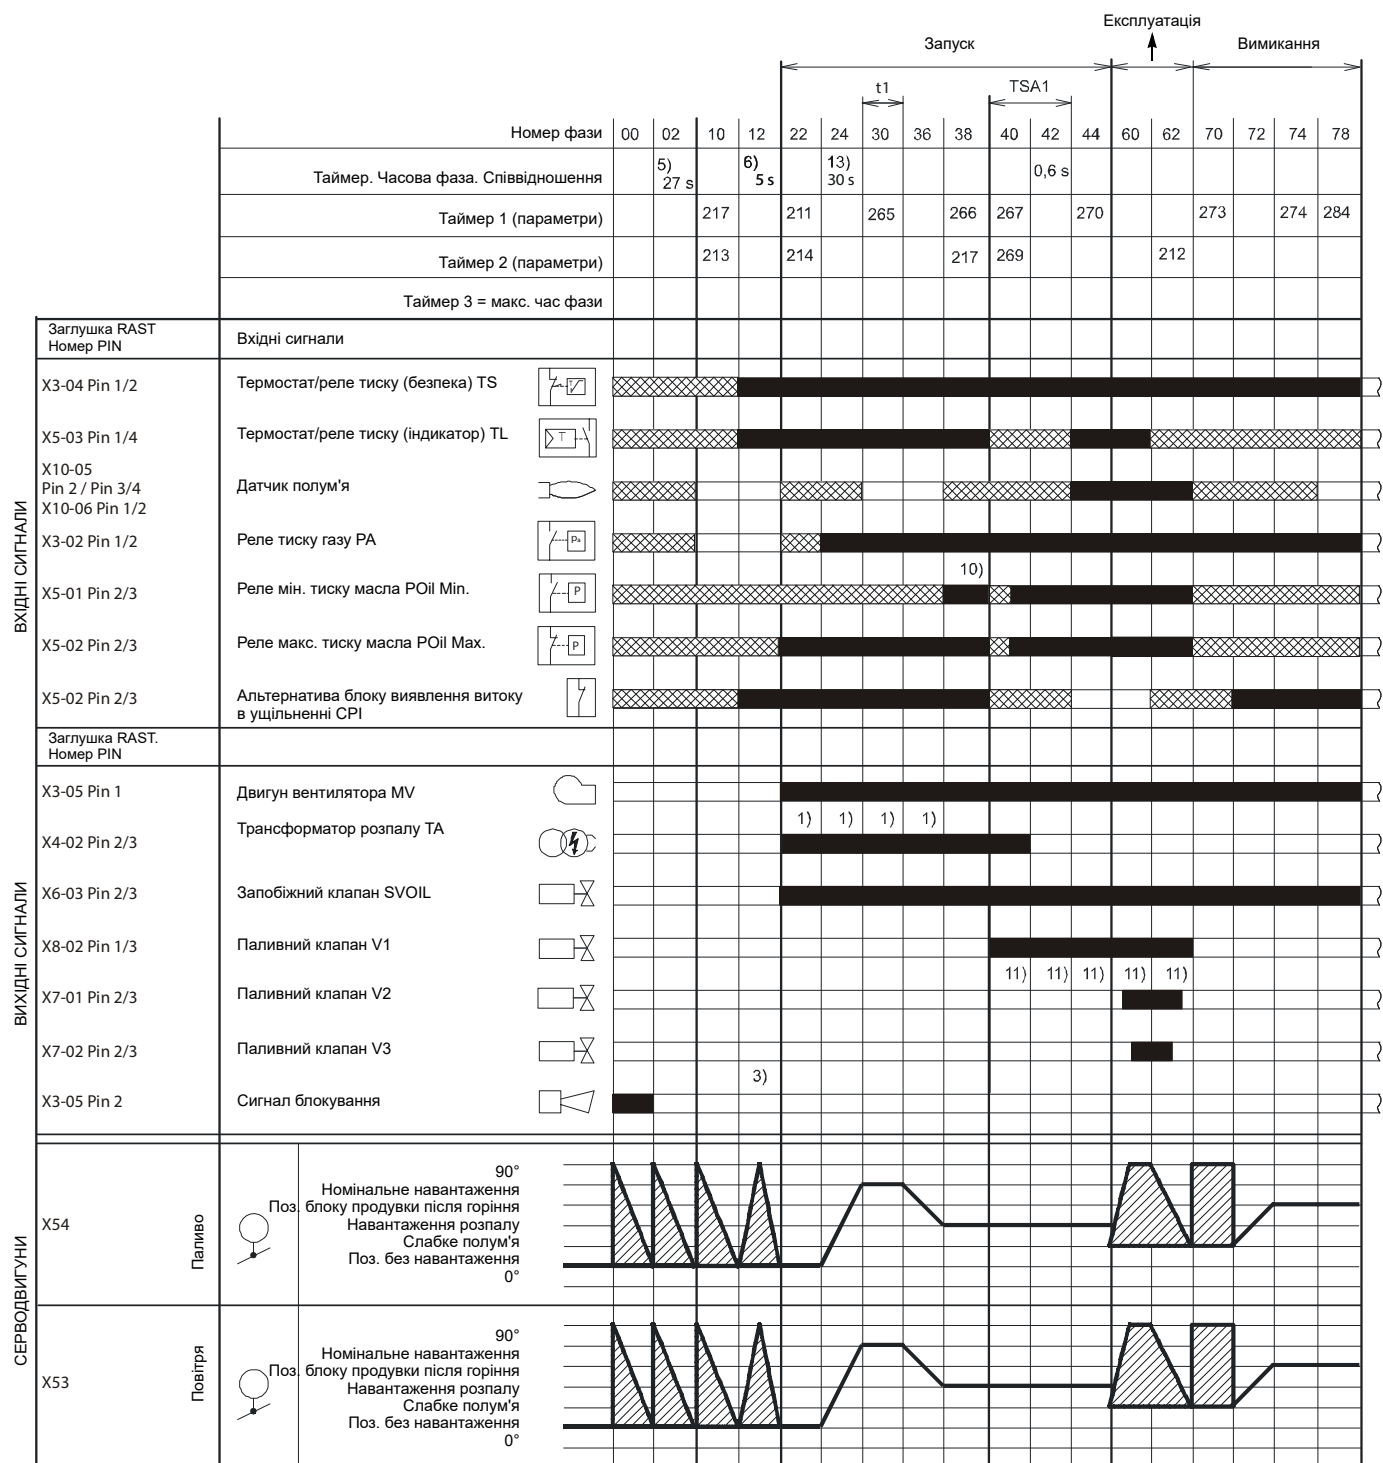 Експлуатація
Запуск
Вимикання
t1
TSA1
Номер фази 00 02 10 12 22 24 30 36 38 40 42 44 60 62 70 72 74 78
Таймер. Часова фаза. Співвідношення 5) 27 s 6) 5 s 13) 30 s 0,6 s
Таймер 1 (параметри) 217 211 265 266 267 270 273 274 284
Таймер 2 (параметри) 213 214 217 269 212
Таймер 3 = макс. час фази
Заглушка RAST
Номер PIN
Вхідні сигнали
ВХІДНІ СИГНАЛИ
X3-04 Pin 1/2 Термостат/реле тиску (безпека) TS
X5-03 Pin 1/4 Термостат/реле тиску (індикатор) TL
T
X10-05
Pin 2 / Pin 3/4
X10-06 Pin 1/2
Датчик полум'я
X3-02 Pin 1/2 Реле тиску газу PA
Pa
10)
X5-01 Pin 2/3 Реле мін. тиску масла POil Min.
P
X5-02 Pin 2/3 Реле макс. тиску масла POil Max.
P
X5-02 Pin 2/3 Альтернатива блоку виявлення витоку
в ущільненні CPI
Заглушка RAST.
Номер PIN
ВИХІДНІ СИГНАЛИ
X3-05 Pin 1 Двигун вентилятора MV
1) 1) 1) 1)
X4-02 Pin 2/3 Трансформатор розпалу TA
X6-03 Pin 2/3 Запобіжний клапан SVOIL
X8-02 Pin 1/3 Паливний клапан V1
11) 11) 11) 11) 11)
X7-01 Pin 2/3 Паливний клапан V2
X7-02 Pin 2/3 Паливний клапан V3
3)
X3-05 Pin 2 Сигнал блокування
СЕРВОДВИГУНИ
X54
Паливо
90°
Номінальне навантаження
Поз. блоку продувки після горіння
Навантаження розпалу
Слабке полум'я
Поз. без навантаження
0°
X53
Повітря
90°
Номінальне навантаження
Поз. блоку продувки після горіння
Навантаження розпалу
Слабке полум'я
Поз. без навантаження
0°